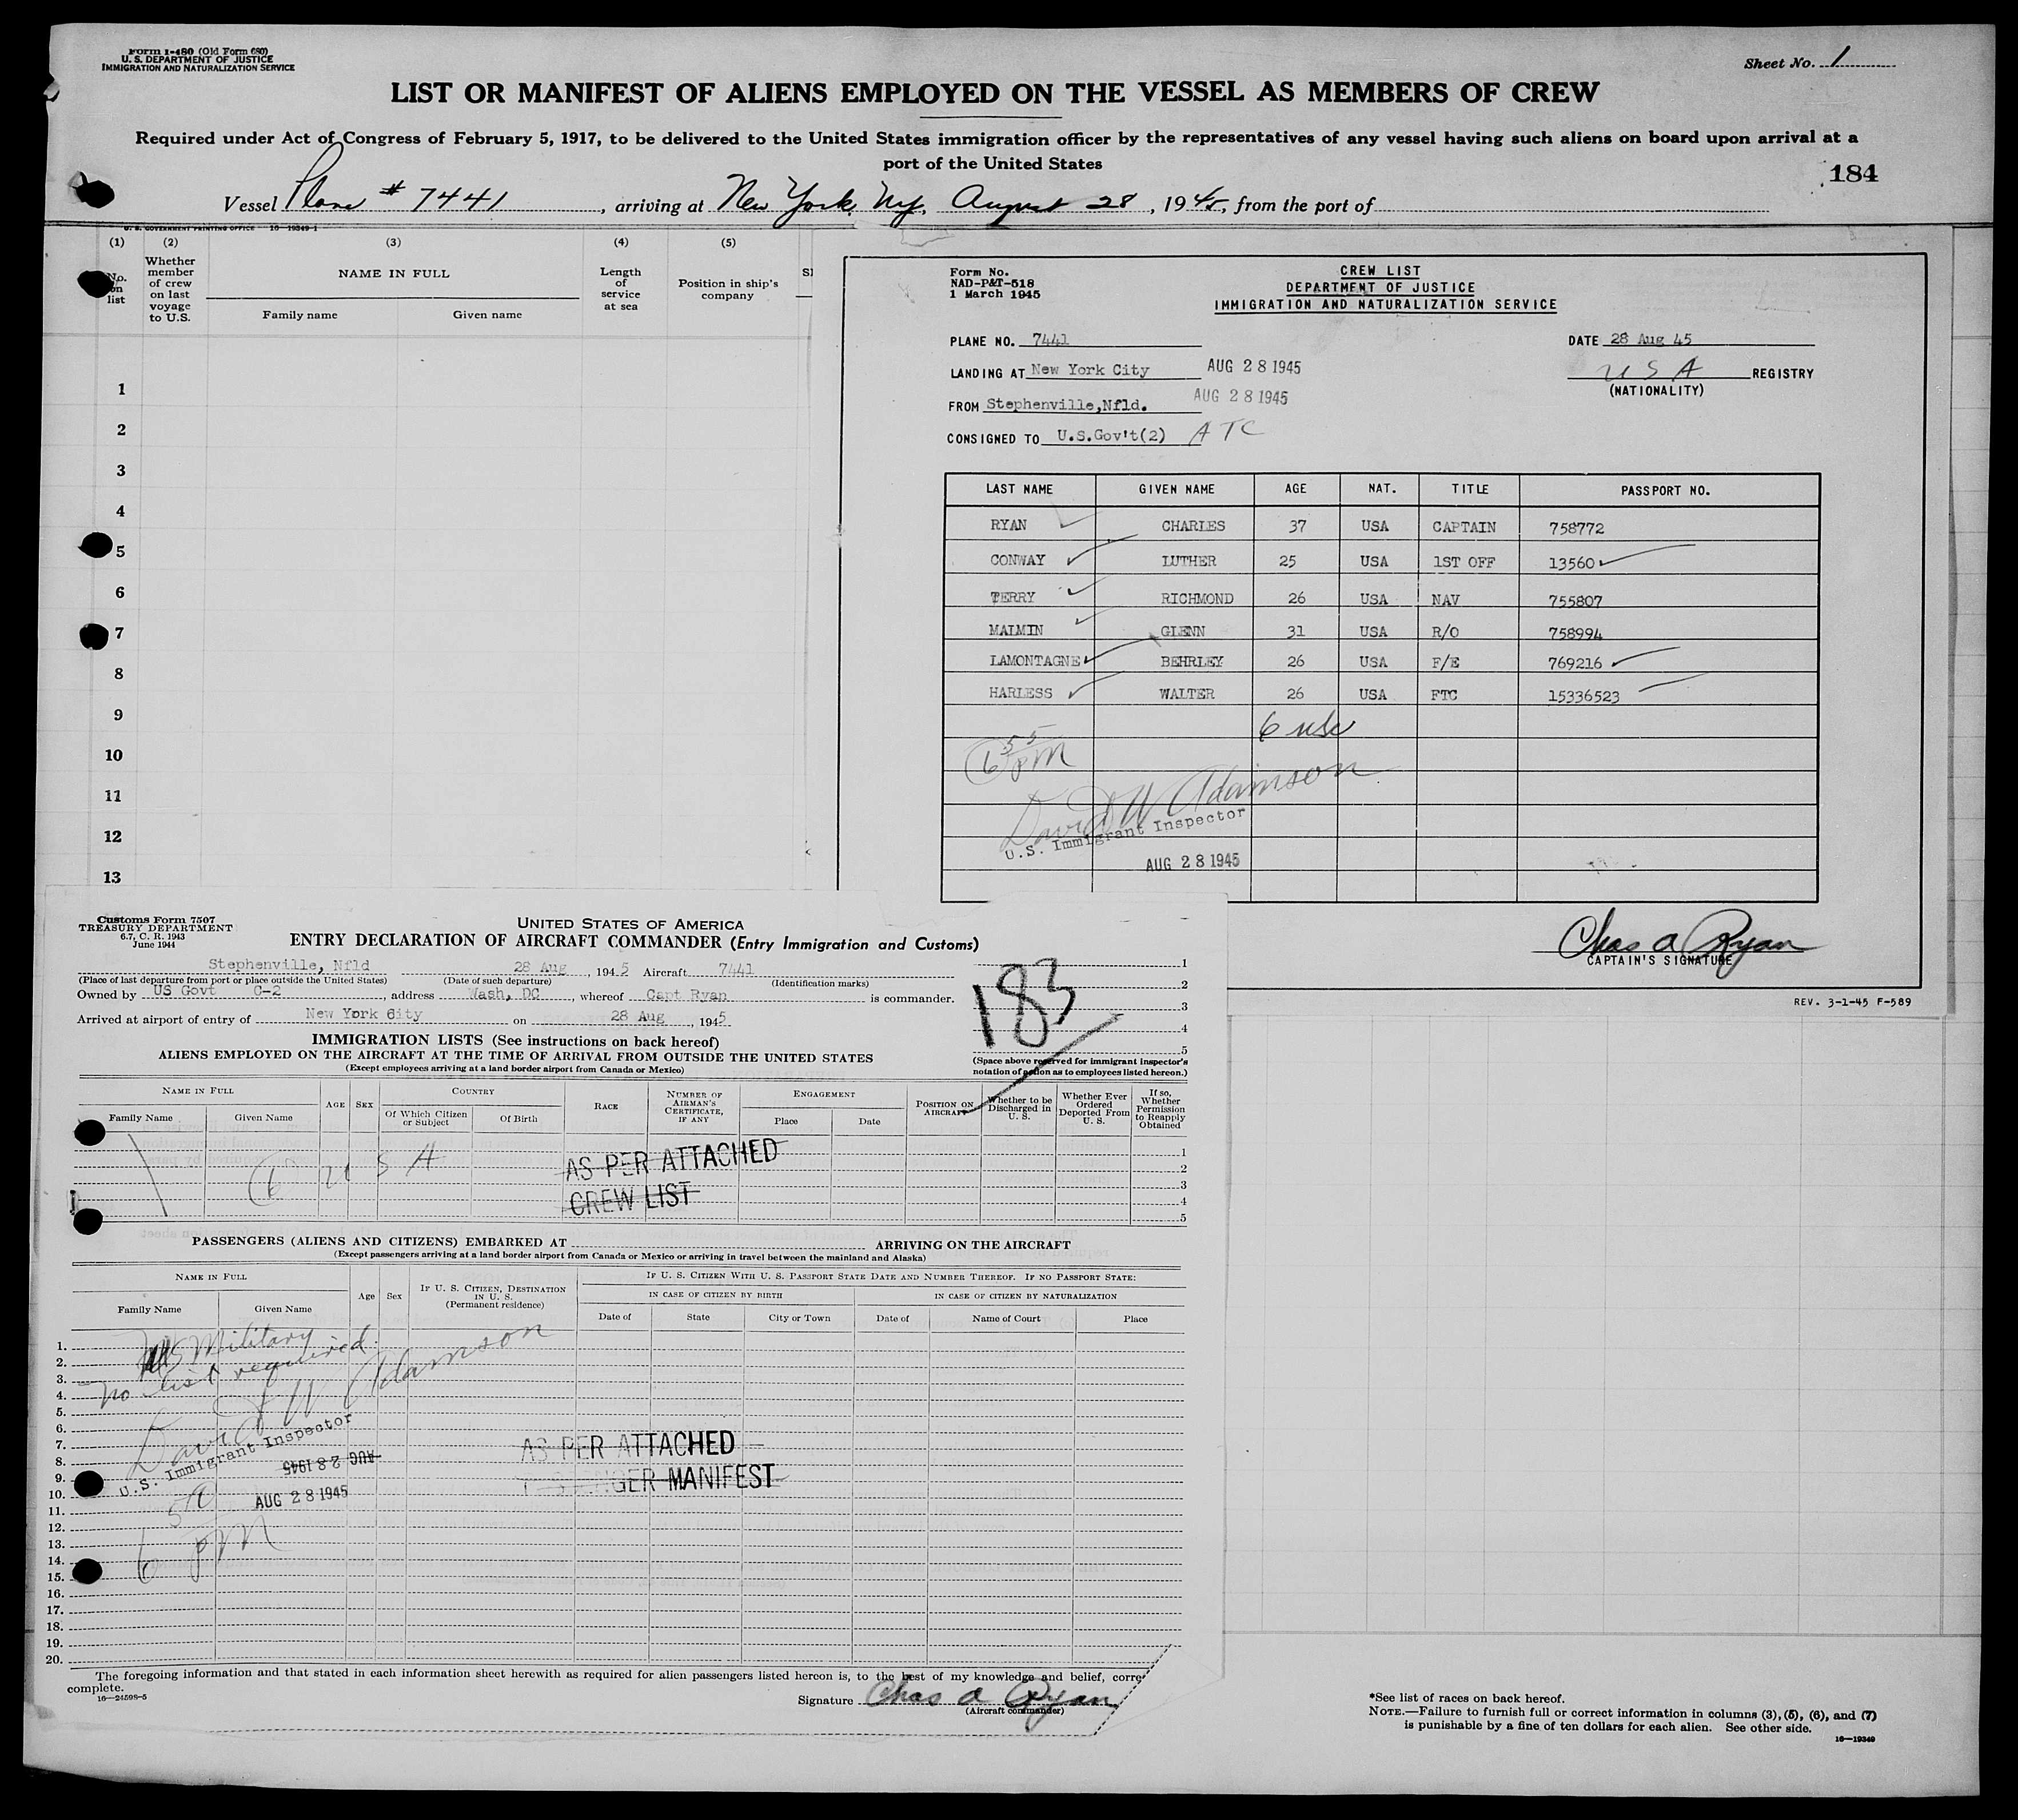 Form I-480 (Old Form 680)
U. S. DEPARTMENT OF JUSTICE
IMMIGRATION AND NATURALIZATION SERVICE
Sheet No. 1
LIST OR MANIFEST OF ALIENS EMPLOYED ON THE VESSEL AS MEMBERS OF CREW
Required under Act of Congress of February 5, 1917, to be delivered to the United States immigration officer by the representatives of any vessel having such aliens on board upon arrival at a
port of the United States
184
Vessel Plane # 7441, arriving at New York, Ny, August 28, 1945, from the port of
U. S. GOVERNMENT PRINTING OFFICE 16—19349-1
(1) (2) (3) (4) (5)
No. on list
Whether member of crew on last voyage to U.S.
NAME IN FULL
Family name Given name
Length of service at sea
Position in ship's company
1
2
3
4
5
6
7
8
9
10
11
12
13
Form No.
NAD-P&T-518
1 March 1945
CREW LIST
DEPARTMENT OF JUSTICE
IMMIGRATION AND NATURALIZATION SERVICE
PLANE NO. 7441
DATE 28 Aug 45
LANDING AT New York City AUG 28 1945
U S A REGISTRY
(NATIONALITY)
FROM Stephenville,Nfld. AUG 28 1945
CONSIGNED TO U.S.Gov't(2) ATC
LAST NAME GIVEN NAME AGE NAT. TITLE PASSPORT NO.
RYAN CHARLES 37 USA CAPTAIN 758772
CONWAY LUTHER 25 USA 1ST OFF 13560
TERRY RICHMOND 26 USA NAV 755807
MALMIN GLENN 31 USA R/O 758994
LAMONTAGNE BEHRLEY 26 USA F/E 769216
HARLESS WALTER 26 USA FTC 15336523
6 usc
6 55 pm
David W Adamson
U.S. Immigrant Inspector
AUG 28 1945
Chas A Ryan
CAPTAIN'S SIGNATURE
REV. 3-1-45 F-589
Customs Form 7507
TREASURY DEPARTMENT
6.7, C. R. 1943
June 1944
UNITED STATES OF AMERICA
ENTRY DECLARATION OF AIRCRAFT COMMANDER (Entry Immigration and Customs)
Stephenville, Nfld 28 Aug, 1945 Aircraft 7441
(Place of last departure from port or place outside the United States) (Date of such departure) (Identification marks)
Owned by US Govt C-2, address Wash, DC, whereof Capt Ryan is commander.
Arrived at airport of entry of New York City on 28 Aug, 1945
1
2
3
4
5
183
(Space above reserved for immigrant inspector's
notation of action as to employees listed hereon.)
IMMIGRATION LISTS (See instructions on back hereof)
ALIENS EMPLOYED ON THE AIRCRAFT AT THE TIME OF ARRIVAL FROM OUTSIDE THE UNITED STATES
(Except employees arriving at a land border airport from Canada or Mexico)
NAME IN FULL
Family Name Given Name
AGE SEX
COUNTRY
Of Which Citizen or Subject Of Birth
RACE
NUMBER OF AIRMAN'S CERTIFICATE, IF ANY
ENGAGEMENT
Place Date
POSITION ON AIRCRAFT
Whether to be Discharged in U. S.
Whether Ever Ordered Deported From U. S.
If so, Whether Permission to Reapply Obtained
6 U S A
AS PER ATTACHED
CREW LIST
1
2
3
4
5
PASSENGERS (ALIENS AND CITIZENS) EMBARKED AT ARRIVING ON THE AIRCRAFT
(Except passengers arriving at a land border airport from Canada or Mexico or arriving in travel between the mainland and Alaska)
NAME IN FULL
Family Name Given Name
Age Sex
IF U. S. CITIZEN, DESTINATION IN U. S. (Permanent residence)
IF U. S. CITIZEN WITH U. S. PASSPORT STATE DATE AND NUMBER THEREOF. IF NO PASSPORT STATE:
IN CASE OF CITIZEN BY BIRTH IN CASE OF CITIZEN BY NATURALIZATION
Date of State City or Town Date of Name of Court Place
1.
2.
3.
4.
5.
6.
7.
8.
9.
10.
11.
12.
13.
14.
15.
16.
17.
18.
19.
20.
US Military
no list required
David W Adamson
U.S. Immigrant Inspector
AUG 28 1945
AUG 28 1945
6 pm
AS PER ATTACHED
PASSENGER MANIFEST
The foregoing information and that stated in each information sheet herewith as required for alien passengers listed hereon is, to the best of my knowledge and belief, corre
complete.
16—24598-5
Signature Chas A Ryan
(Aircraft commander)
*See list of races on back hereof.
NOTE.—Failure to furnish full or correct information in columns (3), (5), (6), and (7)
is punishable by a fine of ten dollars for each alien. See other side.
16—19349